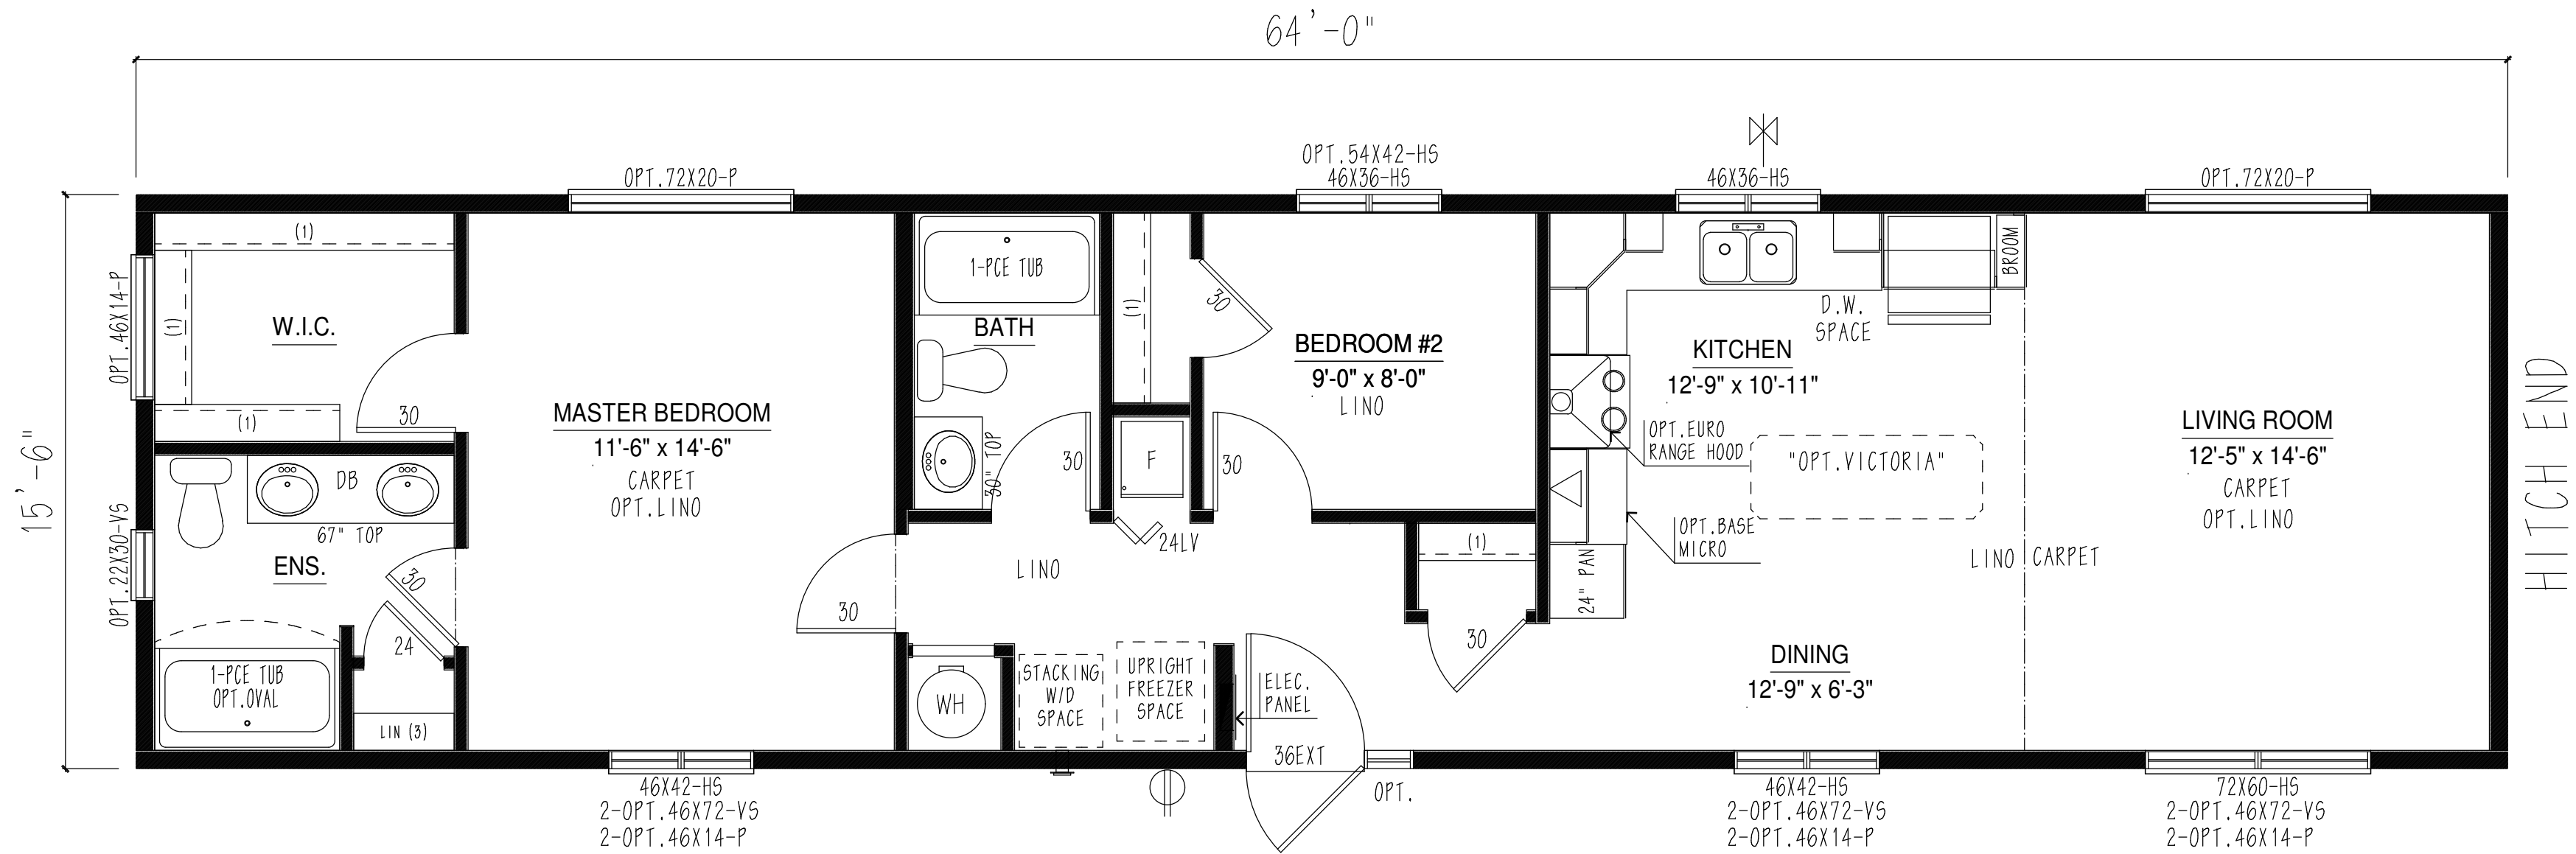 64'-0"
OPT.72X20-P
OPT.54X42-HS
46X36-HS
46X36-HS
OPT.72X20-P
15'-6"
OPT.46X14-P
OPT.22X30-VS
(1)
(1)
W.I.C.
(1)
30
DB
67" TOP
ENS.
30
24
1-PCE TUB
OPT.OVAL
LIN (3)
MASTER BEDROOM
11'-6" x 14'-6"
CARPET
OPT.LINO
30
1-PCE TUB
BATH
30" TOP
30
(1)
30
F
24LV
BEDROOM #2
9'-0" x 8'-0"
LINO
30
LINO
WH
STACKING
W/D
SPACE
UPRIGHT
FREEZER
SPACE
ELEC.
PANEL
36EXT
(1)
30
BROOM
D.W.
SPACE
KITCHEN
12'-9" x 10'-11"
OPT.EURO
RANGE HOOD
"OPT.VICTORIA"
OPT.BASE
MICRO
24" PAN
LINO
CARPET
DINING
12'-9" x 6'-3"
LIVING ROOM
12'-5" x 14'-6"
CARPET
OPT.LINO
HITCH END
46X42-HS
2-OPT.46X72-VS
2-OPT.46X14-P
OPT.
46X42-HS
2-OPT.46X72-VS
2-OPT.46X14-P
72X60-HS
2-OPT.46X72-VS
2-OPT.46X14-P